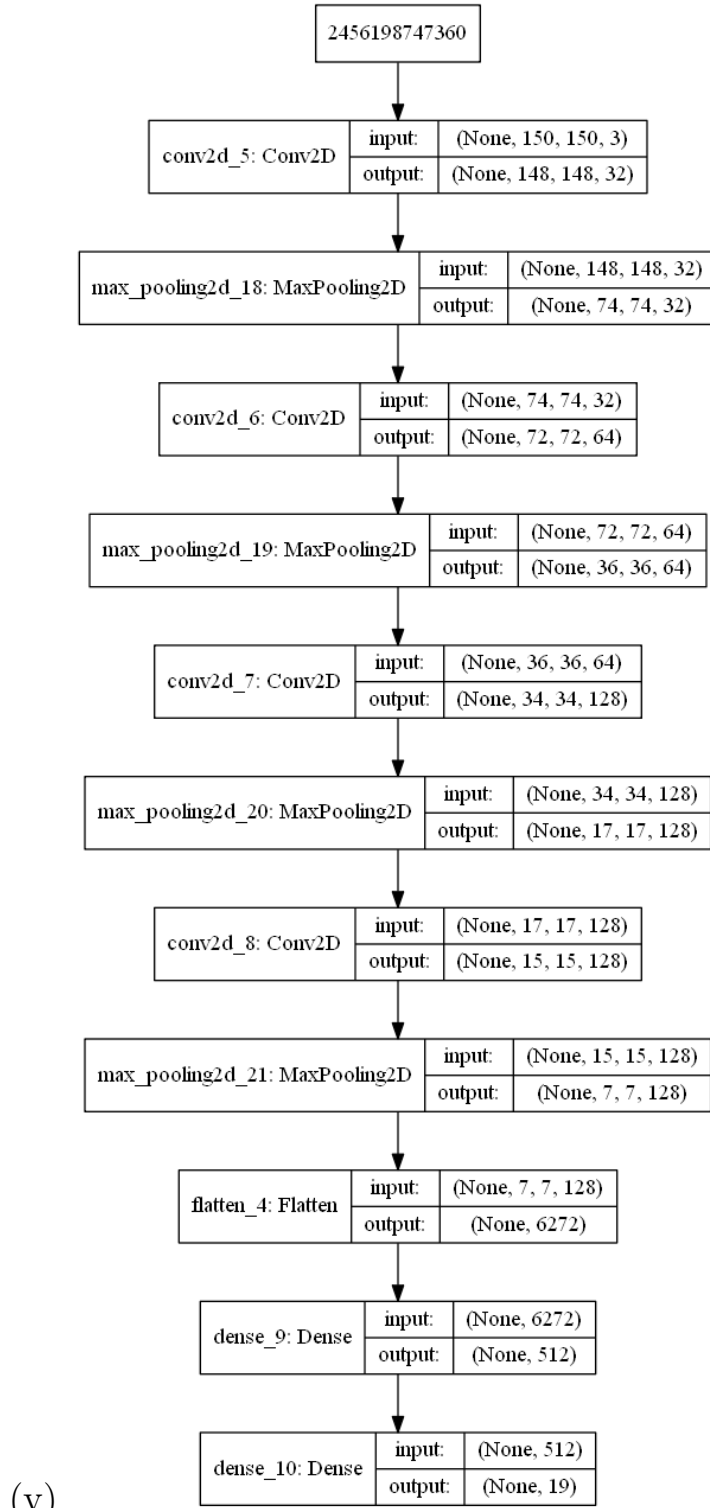 2456198747360
conv2d_5: Conv2D
input: (None, 150, 150, 3)
output: (None, 148, 148, 32)
max_pooling2d_18: MaxPooling2D
input: (None, 148, 148, 32)
output: (None, 74, 74, 32)
conv2d_6: Conv2D
input: (None, 74, 74, 32)
output: (None, 72, 72, 64)
max_pooling2d_19: MaxPooling2D
input: (None, 72, 72, 64)
output: (None, 36, 36, 64)
conv2d_7: Conv2D
input: (None, 36, 36, 64)
output: (None, 34, 34, 128)
max_pooling2d_20: MaxPooling2D
input: (None, 34, 34, 128)
output: (None, 17, 17, 128)
conv2d_8: Conv2D
input: (None, 17, 17, 128)
output: (None, 15, 15, 128)
max_pooling2d_21: MaxPooling2D
input: (None, 15, 15, 128)
output: (None, 7, 7, 128)
flatten_4: Flatten
input: (None, 7, 7, 128)
output: (None, 6272)
dense_9: Dense
input: (None, 6272)
output: (None, 512)
dense_10: Dense
input: (None, 512)
output: (None, 19)
(v)